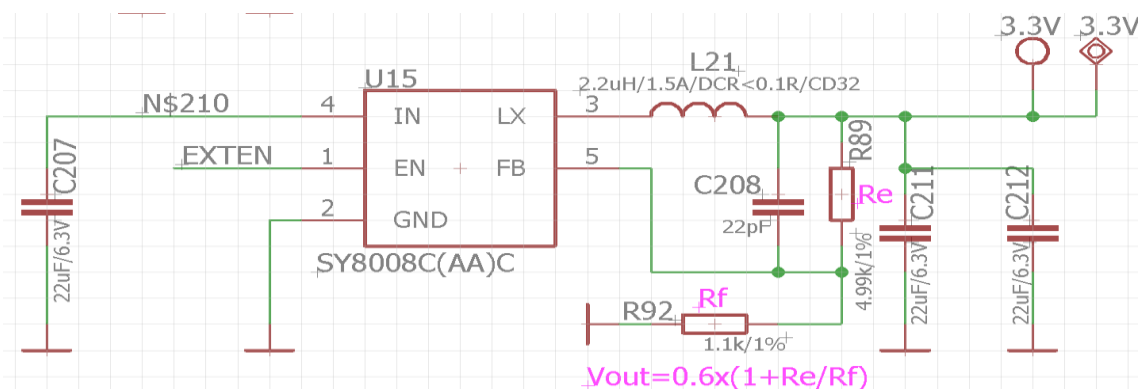 3.3V
3.3V
L21
2.2uH/1.5A/DCR<0.1R/CD32
U15
N$210
4
IN
LX
3
EXTEN
1
EN
FB
5
2
GND
SY8008C(AA)C
C207
22uF/6.3V
C208
22pF
R89
Re
4.99k/1%
C211
22uF/6.3V
C212
22uF/6.3V
R92
Rf
1.1k/1%
Vout=0.6x(1+Re/Rf)